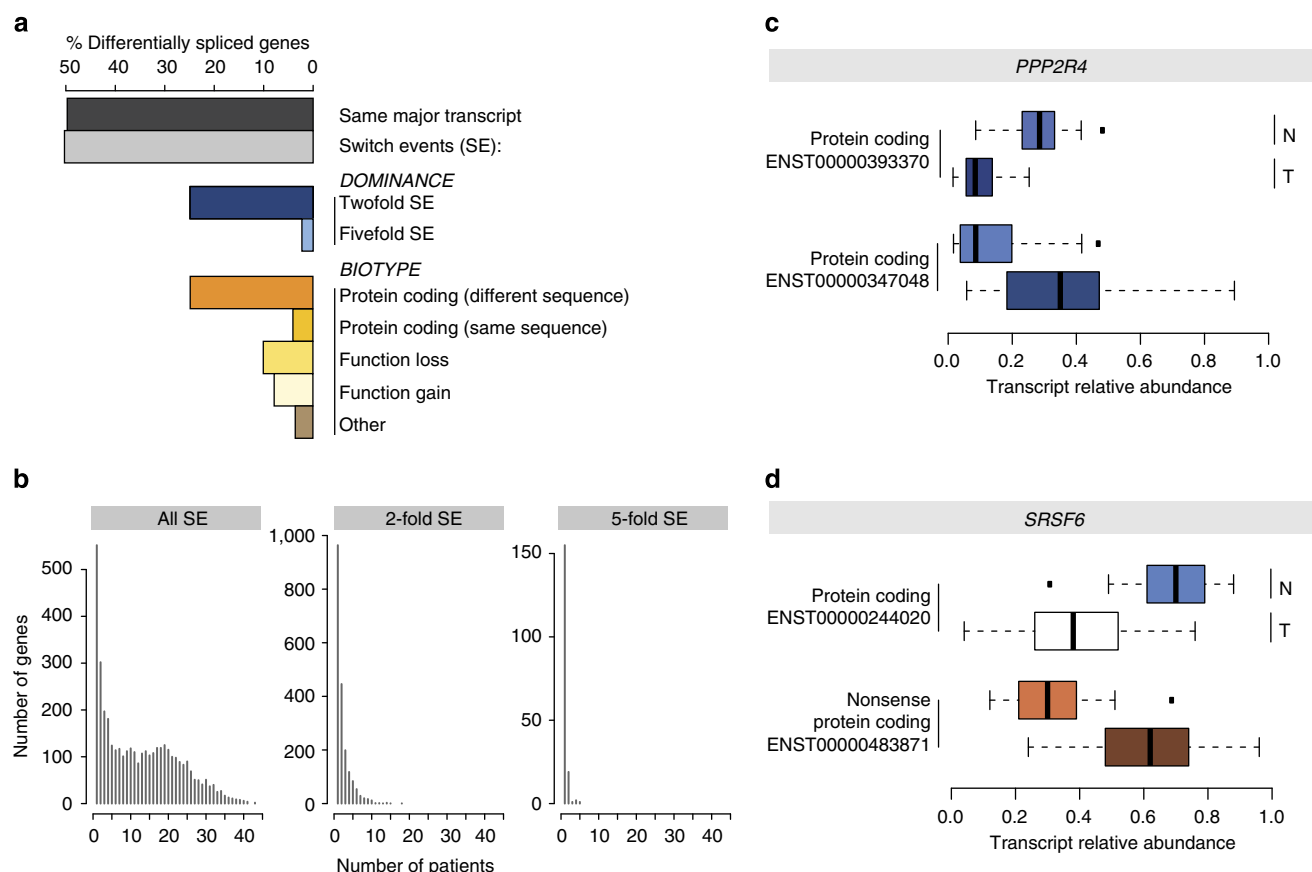 a
% Differentially spliced genes
50 40 30 20 10 0
Same major transcript
Switch events (SE):
DOMINANCE
Twofold SE
Fivefold SE
BIOTYPE
Protein coding (different sequence)
Protein coding (same sequence)
Function loss
Function gain
Other
b
All SE
2-fold SE
5-fold SE
Number of genes
500
400
300
200
100
0
0 10 20 30 40
1,000
800
600
400
200
0
0 10 20 30 40
150
100
50
0
0 10 20 30 40
Number of patients
c
PPP2R4
Protein coding
ENST00000393370
N
T
Protein coding
ENST00000347048
0.0 0.2 0.4 0.6 0.8 1.0
Transcript relative abundance
d
SRSF6
Protein coding
ENST00000244020
N
T
Nonsense
protein coding
ENST00000483871
0.0 0.2 0.4 0.6 0.8 1.0
Transcript relative abundance